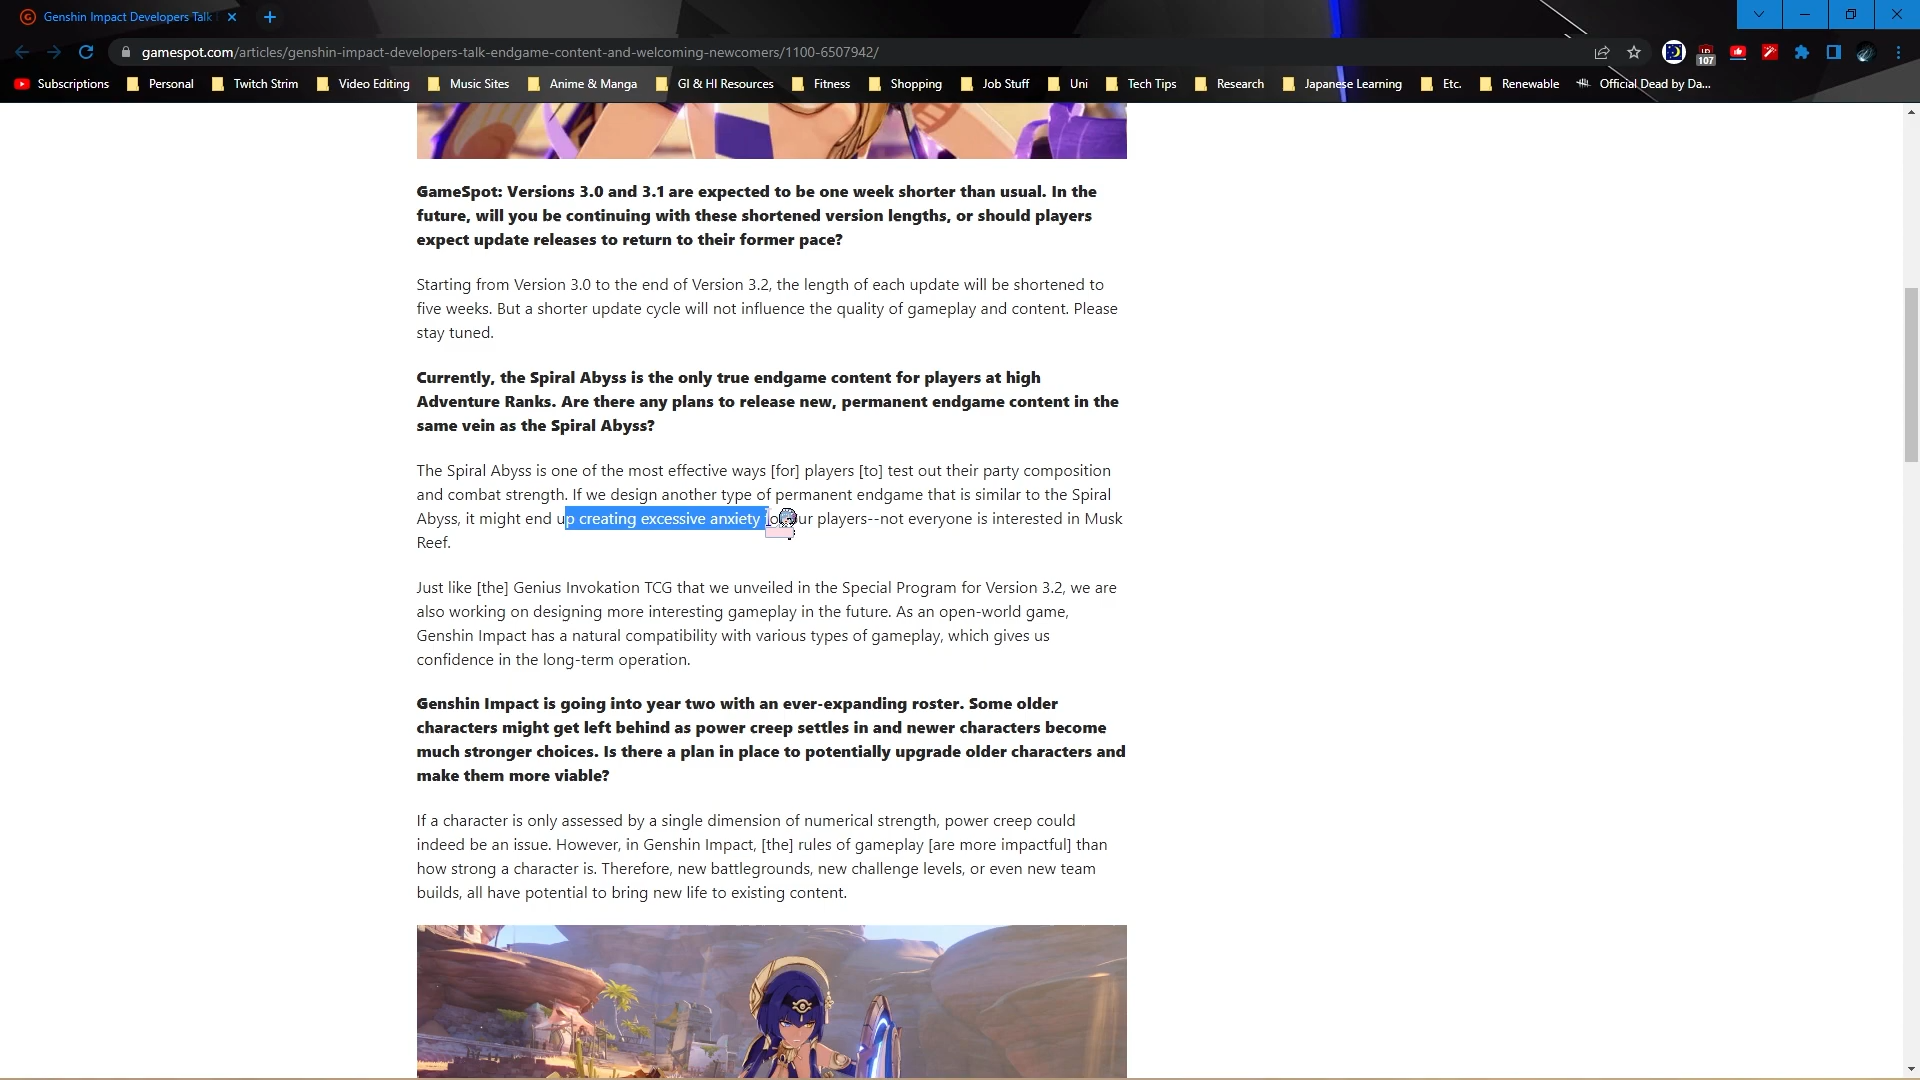 Genshin Impact Developers Talk
gamespot.com/articles/genshin-impact-developers-talk-endgame-content-and-welcoming-newcomers/1100-6507942/
107
Subscriptions Personal Twitch Strim Video Editing Music Sites Anime & Manga GI & HI Resources Fitness Shopping Job Stuff Uni Tech Tips Research Japanese Learning Etc. Renewable Official Dead by Da...
GameSpot: Versions 3.0 and 3.1 are expected to be one week shorter than usual. In the
future, will you be continuing with these shortened version lengths, or should players
expect update releases to return to their former pace?
Starting from Version 3.0 to the end of Version 3.2, the length of each update will be shortened to
five weeks. But a shorter update cycle will not influence the quality of gameplay and content. Please
stay tuned.
Currently, the Spiral Abyss is the only true endgame content for players at high
Adventure Ranks. Are there any plans to release new, permanent endgame content in the
same vein as the Spiral Abyss?
The Spiral Abyss is one of the most effective ways [for] players [to] test out their party composition
and combat strength. If we design another type of permanent endgame that is similar to the Spiral
Abyss, it might end up creating excessive anxiety players--not everyone is interested in Musk
Reef.
Just like [the] Genius Invokation TCG that we unveiled in the Special Program for Version 3.2, we are
also working on designing more interesting gameplay in the future. As an open-world game,
Genshin Impact has a natural compatibility with various types of gameplay, which gives us
confidence in the long-term operation.
Genshin Impact is going into year two with an ever-expanding roster. Some older
characters might get left behind as power creep settles in and newer characters become
much stronger choices. Is there a plan in place to potentially upgrade older characters and
make them more viable?
If a character is only assessed by a single dimension of numerical strength, power creep could
indeed be an issue. However, in Genshin Impact, [the] rules of gameplay [are more impactful] than
how strong a character is. Therefore, new battlegrounds, new challenge levels, or even new team
builds, all have potential to bring new life to existing content.